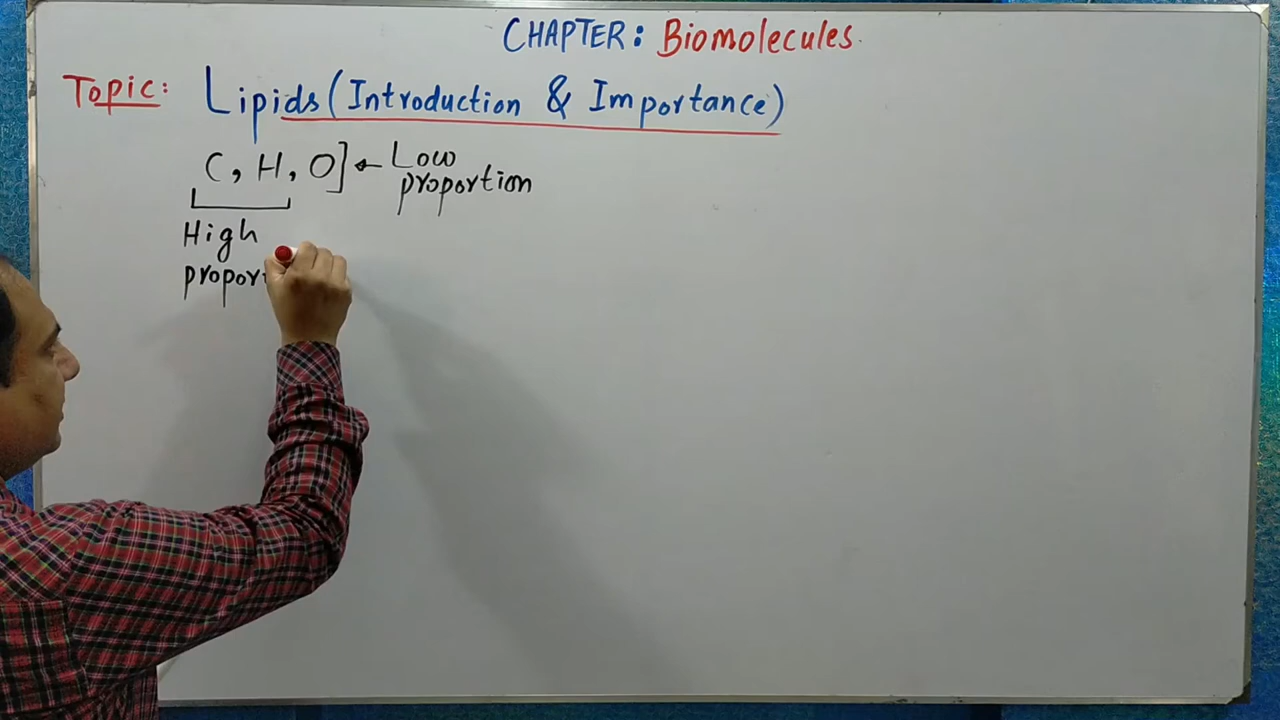 CHAPTER: Biomolecules.
Topic: Lipids (Introduction & Importance)
C, H, O] ← Low
proportion
High